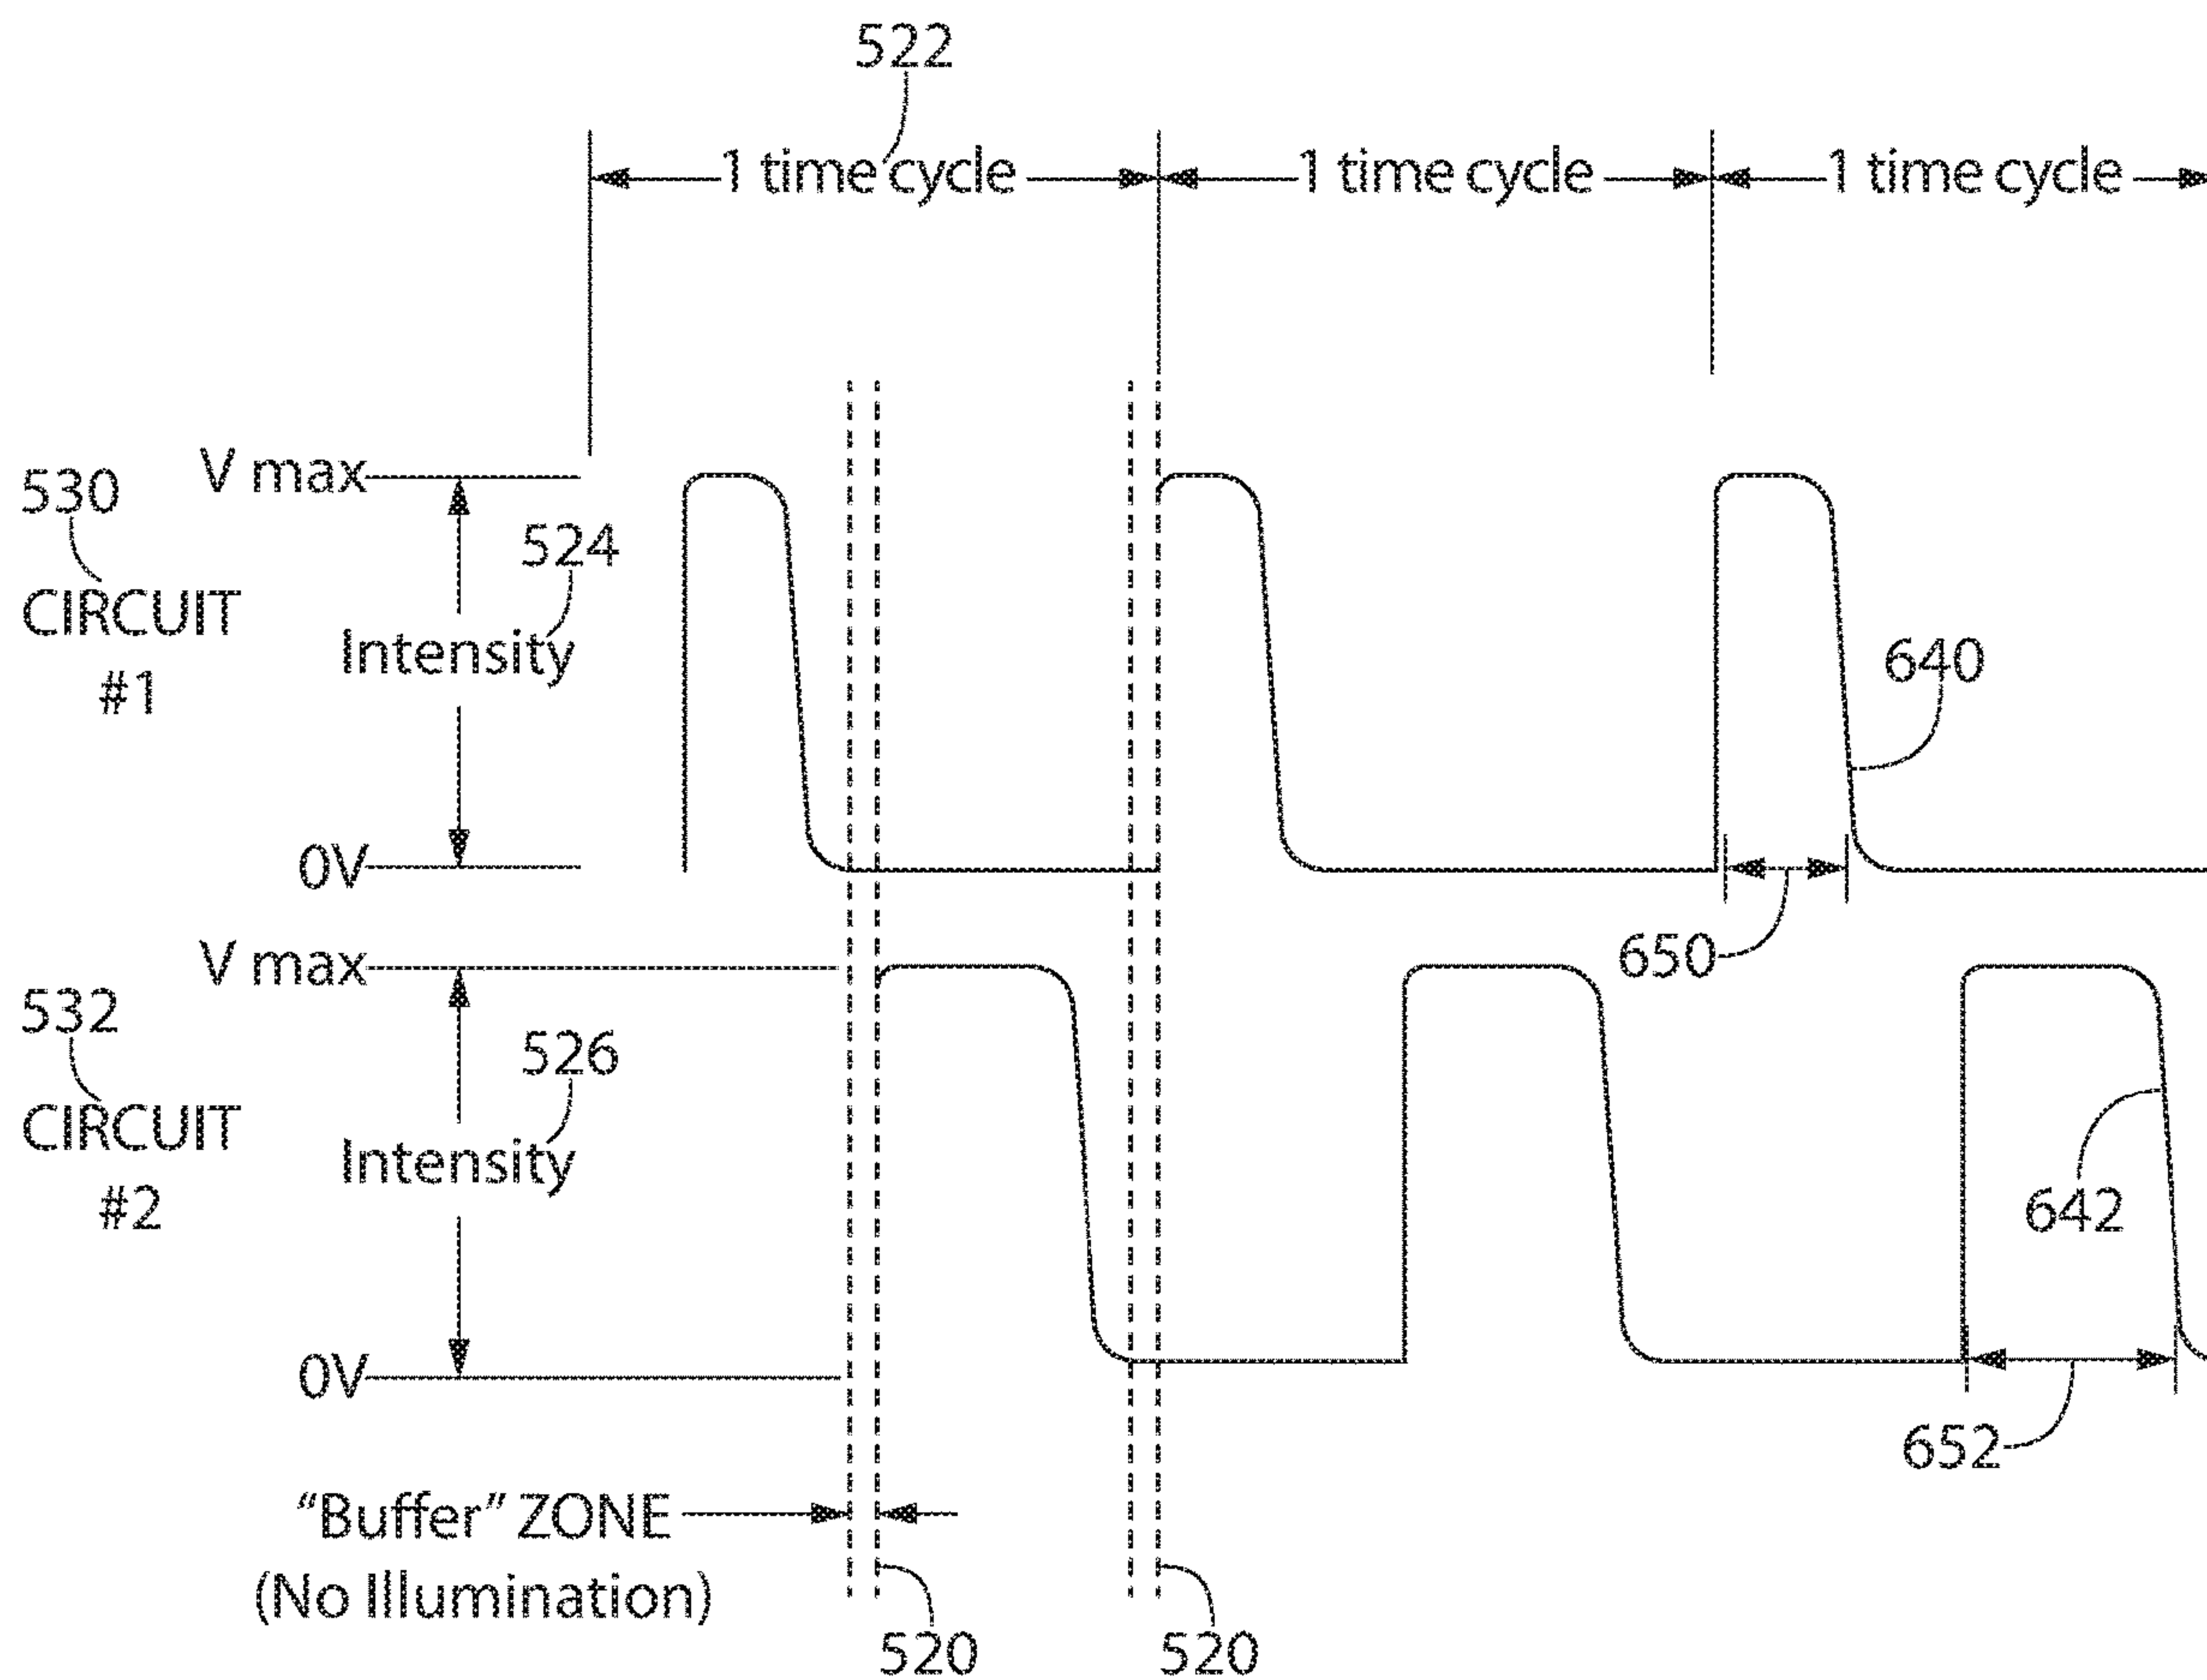 522
1 time cycle 1 time cycle 1 time cycle
V max
530
524
CIRCUIT
#1
Intensity
640
0V
650
V max
532
526
CIRCUIT
#2
Intensity
642
0V
652
"Buffer" ZONE
(No Illumination)
520 520